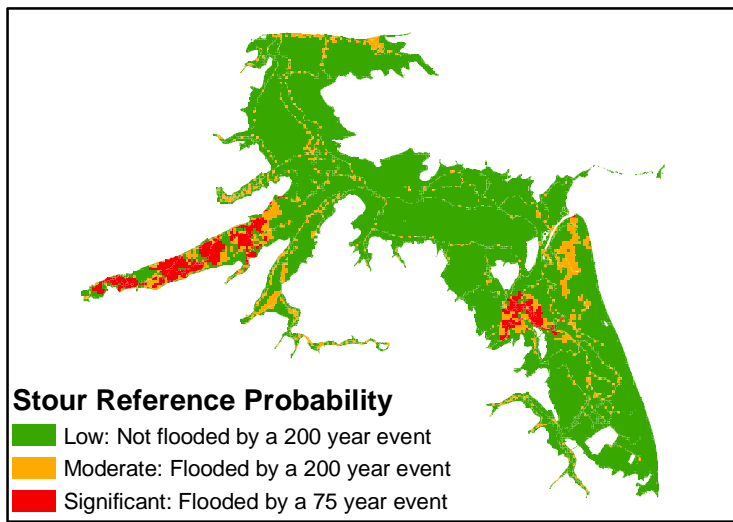 Stour Reference Probability
Low: Not flooded by a 200 year event
Moderate: Flooded by a 200 year event
Significant: Flooded by a 75 year event